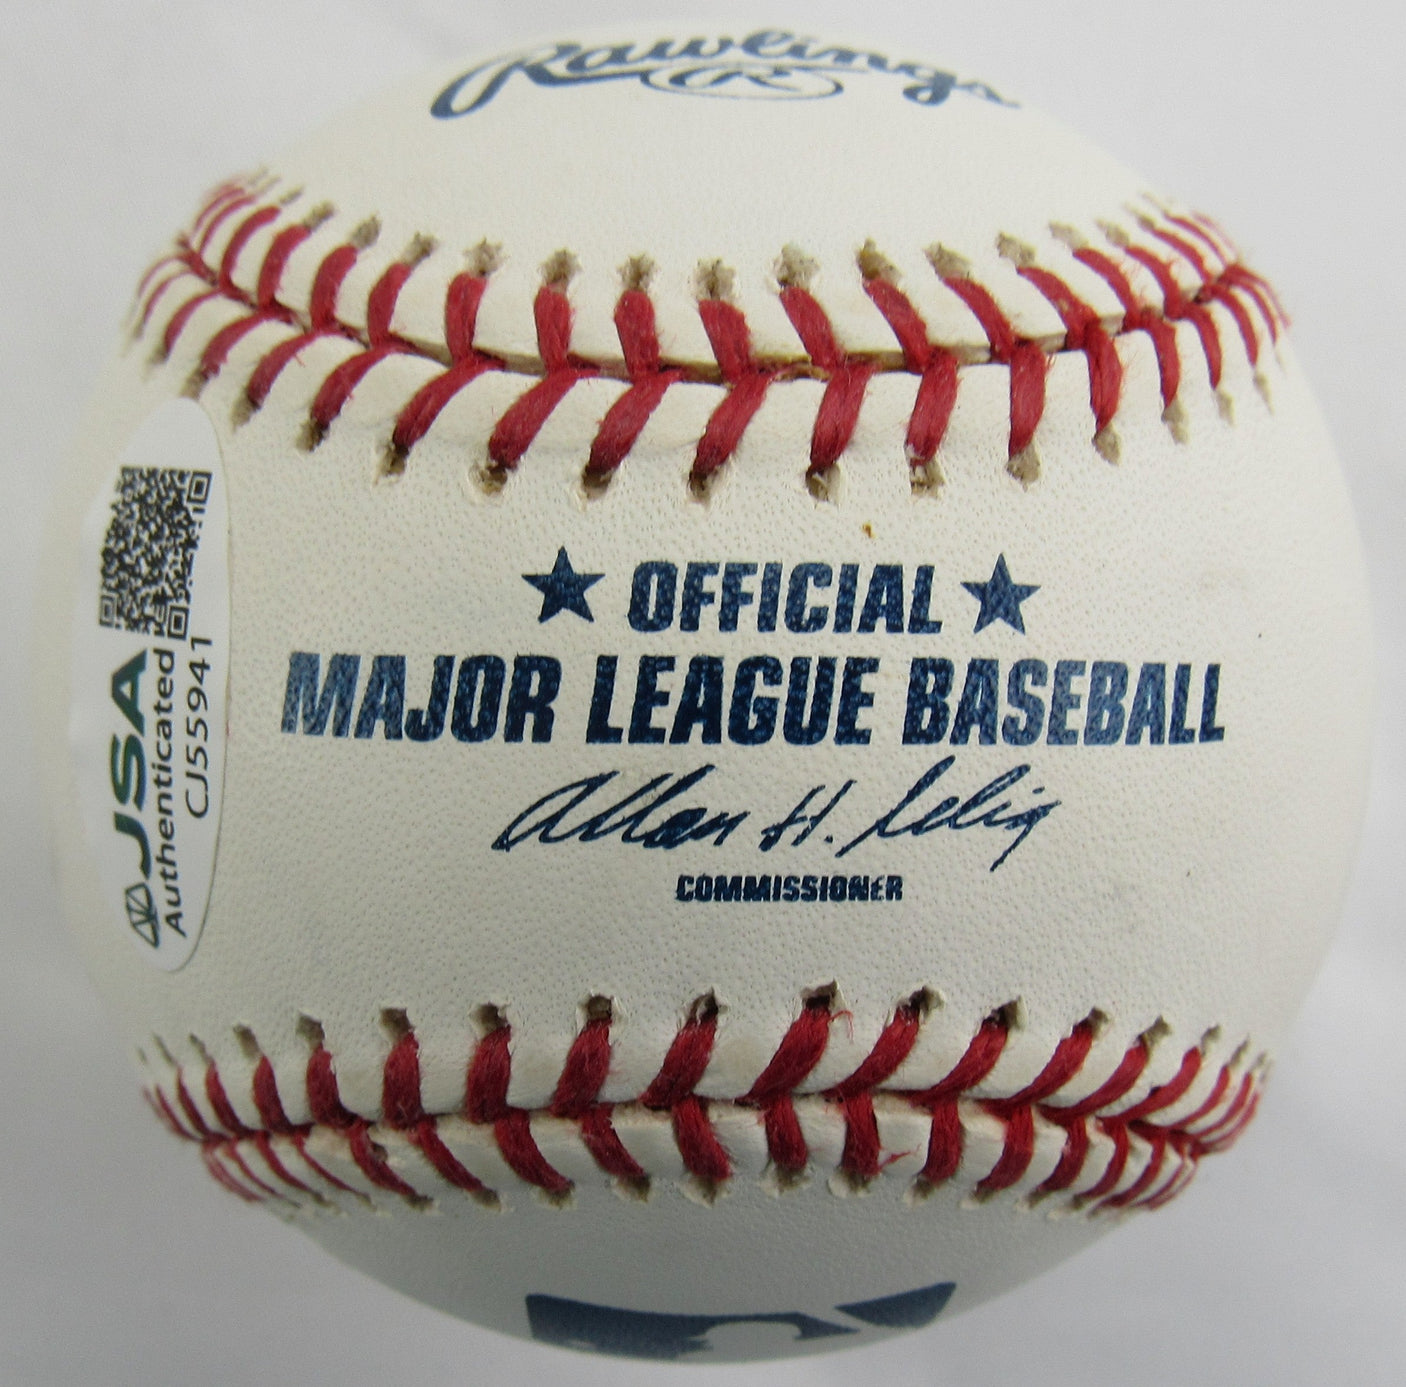 Rawlings
R
OFFICIAL
MAJOR LEAGUE BASEBALL
Allan H. Selig
COMMISSIONER
JSA
Authenticated
CJ55941